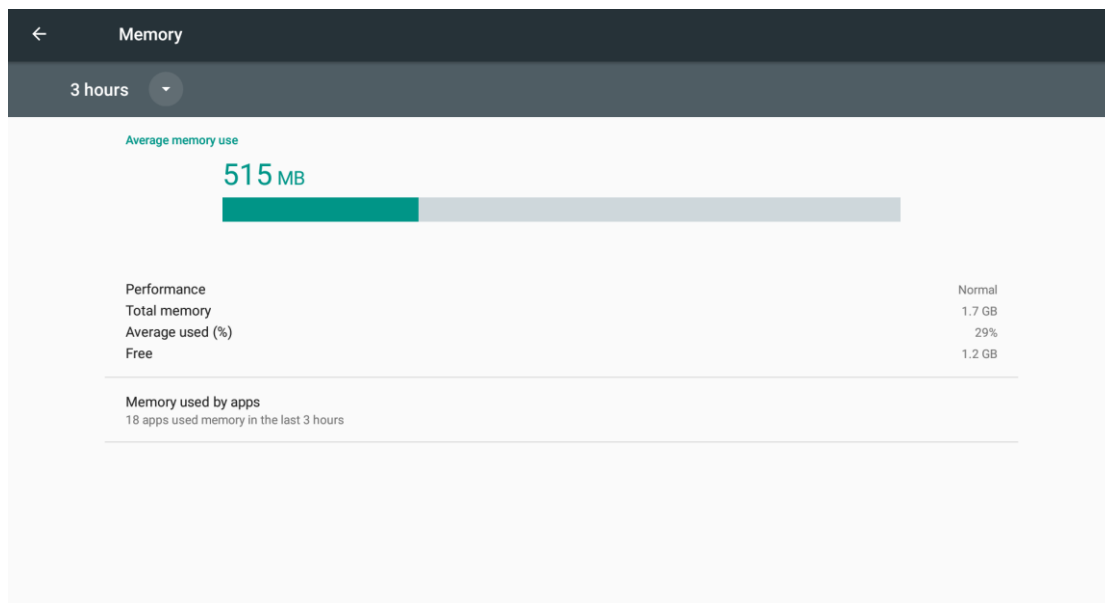 Memory
3 hours
Average memory use
515 MB
Performance Normal
Total memory 1.7 GB
Average used (%) 29%
Free 1.2 GB
Memory used by apps
18 apps used memory in the last 3 hours